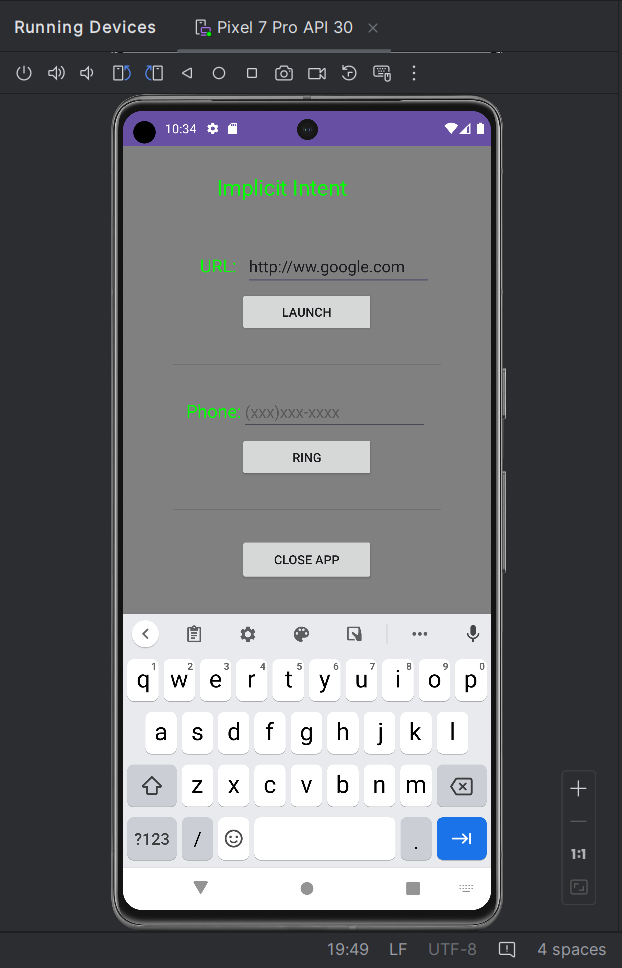 Running Devices Pixel 7 Pro API 30
10:34
Implicit Intent
URL: http://ww.google.com
LAUNCH
Phone: (xxx)xxx-xxxx
RING
CLOSE APP
1 2 3 4 5 6 7 8 9 0
q w e r t y u i o p
a s d f g h j k l
z x c v b n m
?123 / .
1:1
19:49 LF UTF-8 4 spaces